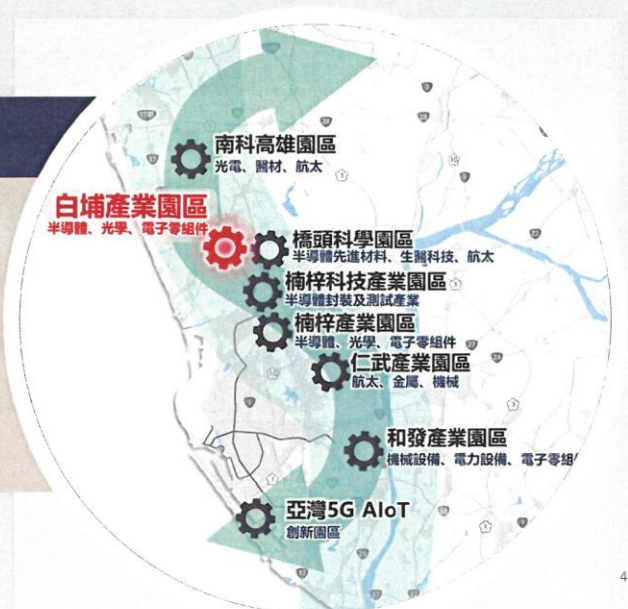 南科高雄園區
光電、醫材、航太
白埔產業園區
半導體、光學、電子零組件
橋頭科學園區
半導體先進材料、生醫科技、航太
楠梓科技產業園區
半導體封裝及測試產業
楠梓產業園區
半導體、光學、電子零組件
仁武產業園區
航太、金屬、機械
和發產業園區
機械設備、電力設備、電子零組
亞灣5G AIoT
創新園區
4